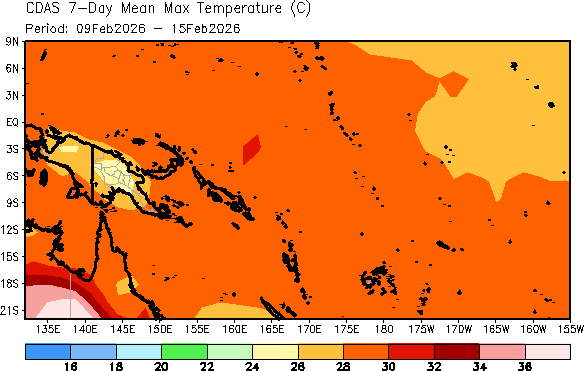 CDAS 7-Day Mean Max Temperature (C)
Period: 09Feb2026 - 15Feb2026
9N
6N
3N
EQ
3S
6S
9S
12S
15S
18S
21S
135E 140E 145E 150E 155E 160E 165E 170E 175E 180 175W 170W 165W 160W 155W
16 18 20 22 24 26 28 30 32 34 36